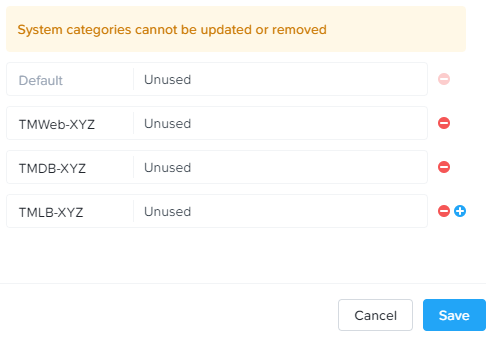 System categories cannot be updated or removed
Default Unused
TMWeb-XYZ Unused
TMDB-XYZ Unused
TMLB-XYZ Unused
Cancel Save